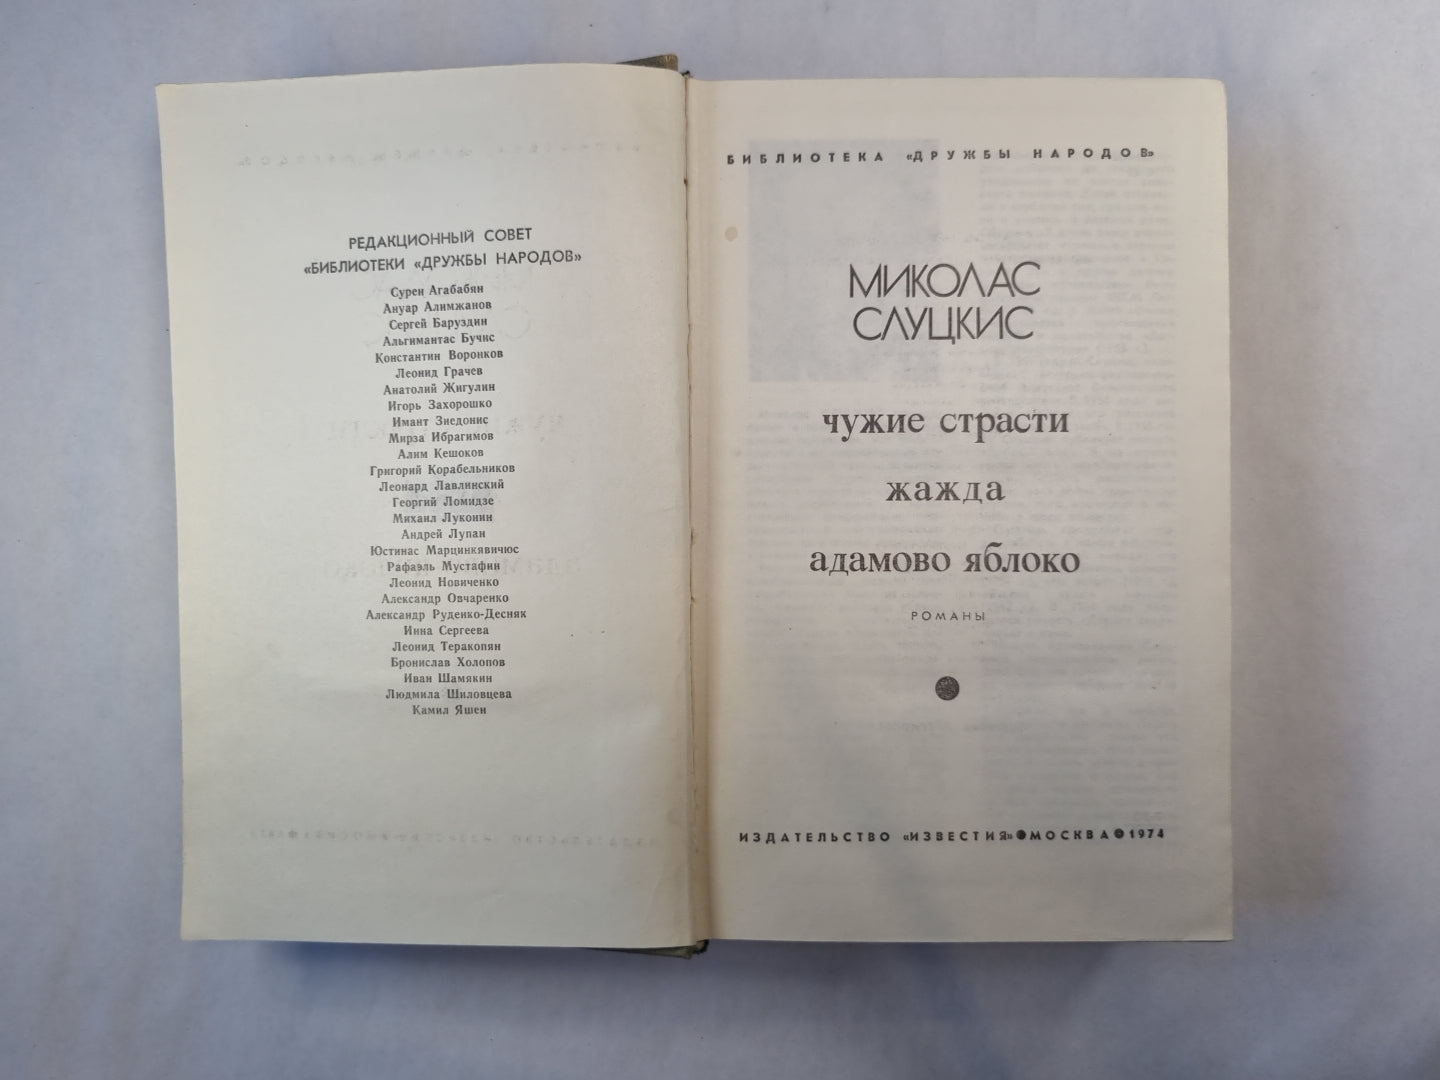 РЕДАКЦИОННЫЙ СОВЕТ
«БИБЛИОТЕКИ «ДРУЖБЫ НАРОДОВ»
Сурен Агабабян
Ануар Алимжанов
Сергей Баруздин
Альгимантас Бучис
Константин Воронков
Леонид Грачев
Анатолий Жигулин
Игорь Захорошко
Имант Зиедонис
Мирза Ибрагимов
Алим Кешоков
Григорий Корабельников
Леонард Лавлинский
Георгий Ломидзе
Михаил Луконин
Андрей Лупан
Юстинас Марцинкявичюс
Рафаэль Мустафин
Леонид Новиченко
Александр Овчаренко
Александр Руденко-Десняк
Инна Сергеева
Леонид Теракопян
Бронислав Холопов
Иван Шамякин
Людмила Шиловцева
Камил Яшен
БИБЛИОТЕКА «ДРУЖБЫ НАРОДОВ»
МИКОЛАС
СЛУЦКИС
чужие страсти
жажда
адамово яблоко
РОМАНЫ
ИЗДАТЕЛЬСТВО «ИЗВЕСТИЯ» ● МОСКВА ● 1974